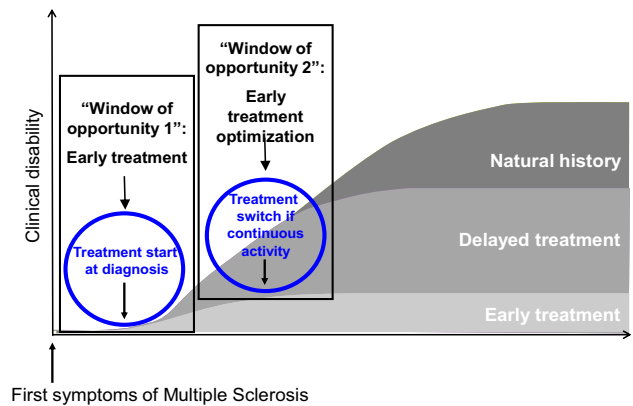 Clinical disability
“Window of
opportunity 1”:
Early treatment
Treatment start
at diagnosis
“Window of
opportunity 2”:
Early
treatment
optimization
Treatment
switch if
continuous
activity
Natural history
Delayed treatment
Early treatment
First symptoms of Multiple Sclerosis